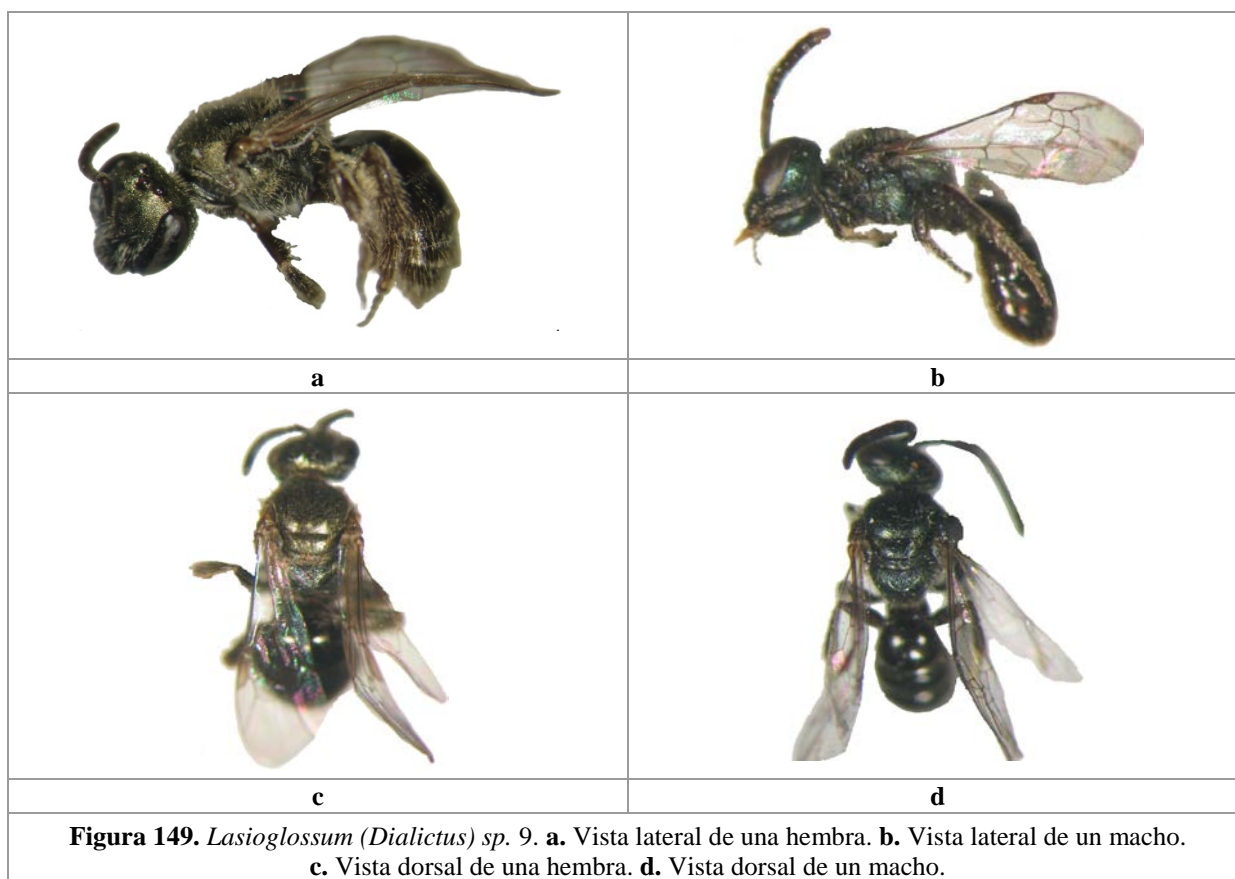 a
b
c
d
Figura 149. Lasioglossum (Dialictus) sp. 9. a. Vista lateral de una hembra. b. Vista lateral de un macho.
c. Vista dorsal de una hembra. d. Vista dorsal de un macho.